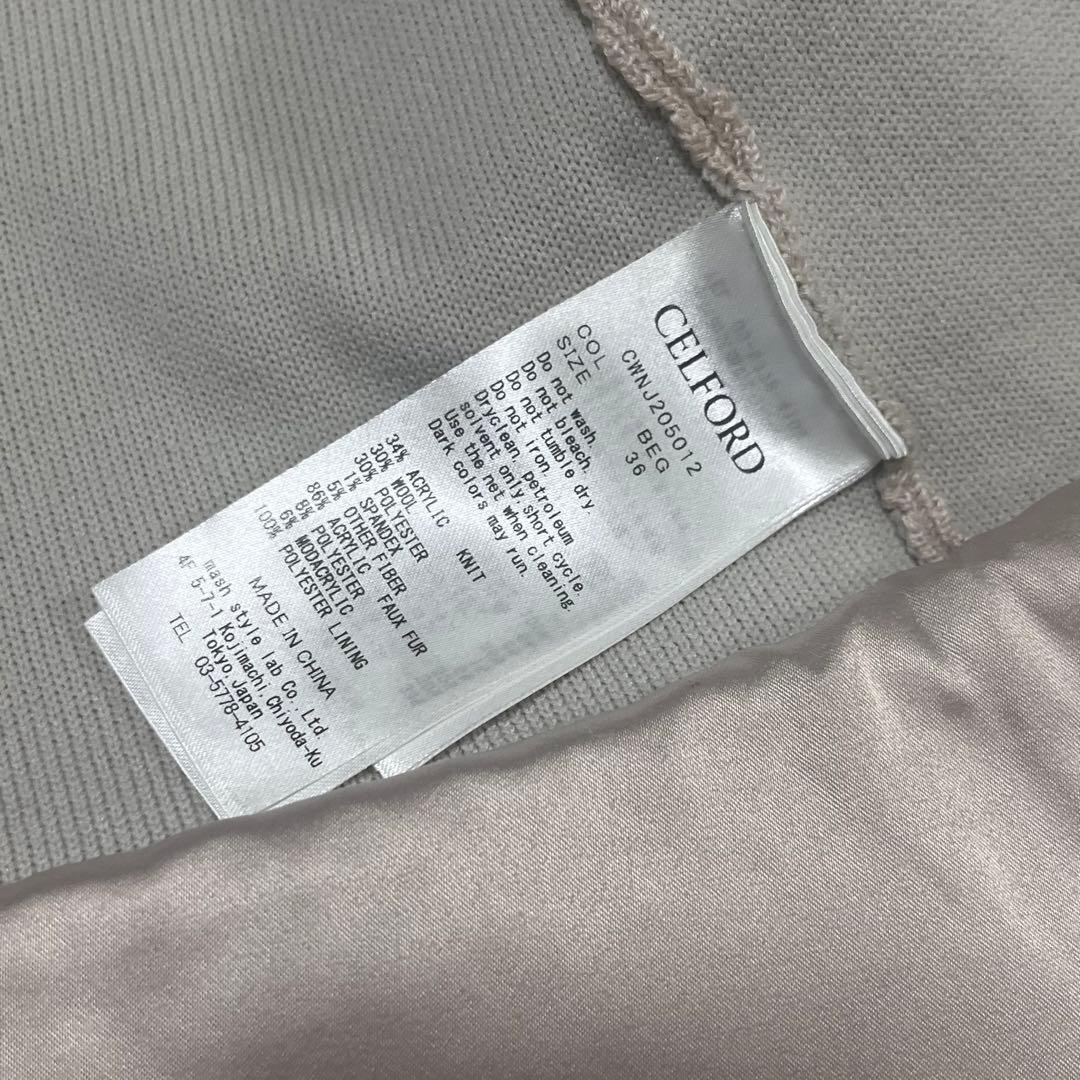 CELFORD
CWNJ205012
COL BEG
SIZE 36
Do not wash.
Do not bleach.
Do not tumble dry.
Do not iron.
Dryclean, petroleum
solvent only, short cycle.
Use the net when cleaning.
Dark colors may run.
34% ACRYLIC KNIT
30% WOOL
30% POLYESTER
1% SPANDEX
5% OTHER FIBER
86% ACRYLIC FAUX FUR
8% POLYESTER
6% MODACRYLIC
100% POLYESTER LINING
MADE IN CHINA
mash style lab Co., Ltd.
4F 5-7-1 Kojimachi, Chiyoda-Ku
Tokyo, Japan
TEL 03-5778-4105